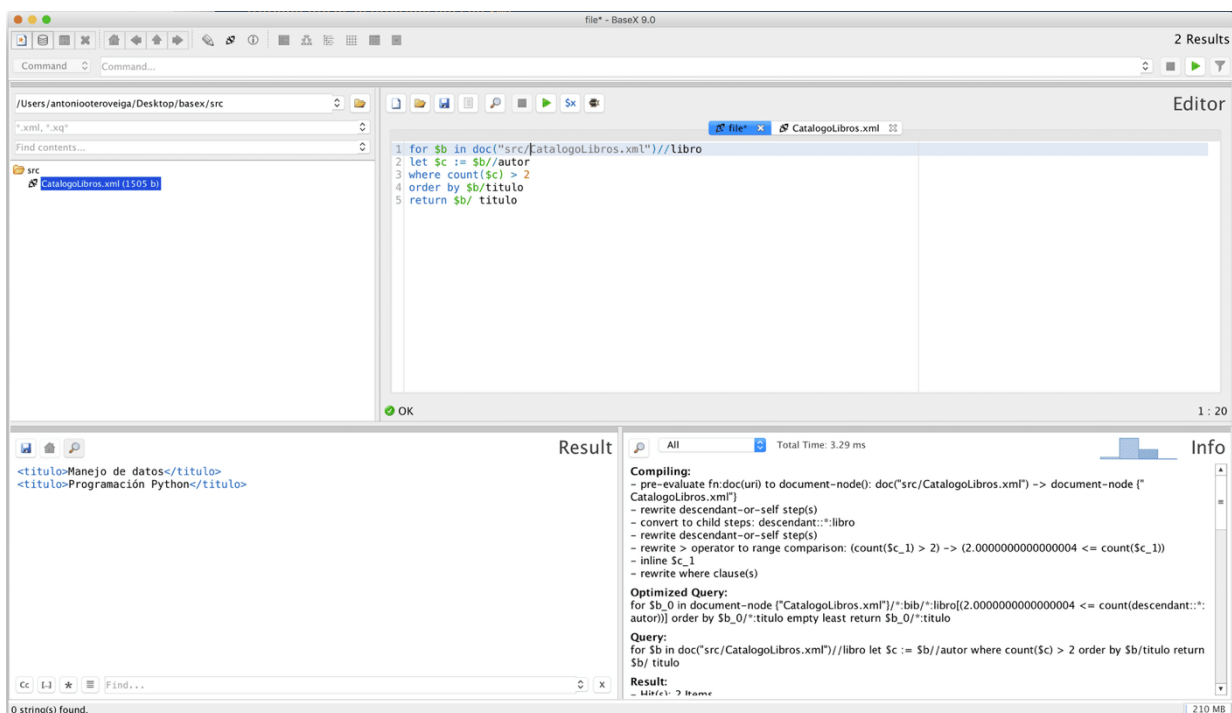 file* - BaseX 9.0
2 Results
Command
Command...
/Users/antoniooteroveiga/Desktop/basex/src
*.xml, *.xq*
Find contents...
src
CatalogoLibros.xml (1505 b)
$x
Editor
file*
CatalogoLibros.xml
1 for $b in doc("src/CatalogoLibros.xml")//libro
2 let $c := $b//autor
3 where count($c) > 2
4 order by $b/titulo
5 return $b/ titulo
OK
1 : 20
Result
<titulo>Manejo de datos</titulo>
<titulo>Programación Python</titulo>
Cc
Find...
X
All
Total Time: 3.29 ms
Info
Compiling:
- pre-evaluate fn:doc(uri) to document-node(): doc("src/CatalogoLibros.xml") -> document-node {"
CatalogoLibros.xml"}
- rewrite descendant-or-self step(s)
- convert to child steps: descendant::*:libro
- rewrite descendant-or-self step(s)
- rewrite > operator to range comparison: (count($c_1) > 2) -> (2.0000000000000004 <= count($c_1))
- inline $c_1
- rewrite where clause(s)
Optimized Query:
for $b_0 in document-node {"CatalogoLibros.xml"}/*:bib/*:libro[(2.0000000000000004 <= count(descendant::*:
autor))] order by $b_0/*:titulo empty least return $b_0/*:titulo
Query:
for $b in doc("src/CatalogoLibros.xml")//libro let $c := $b//autor where count($c) > 2 order by $b/titulo return
$b/ titulo
Result:
- Hit(s): 2 Items
0 string(s) found.
210 MB